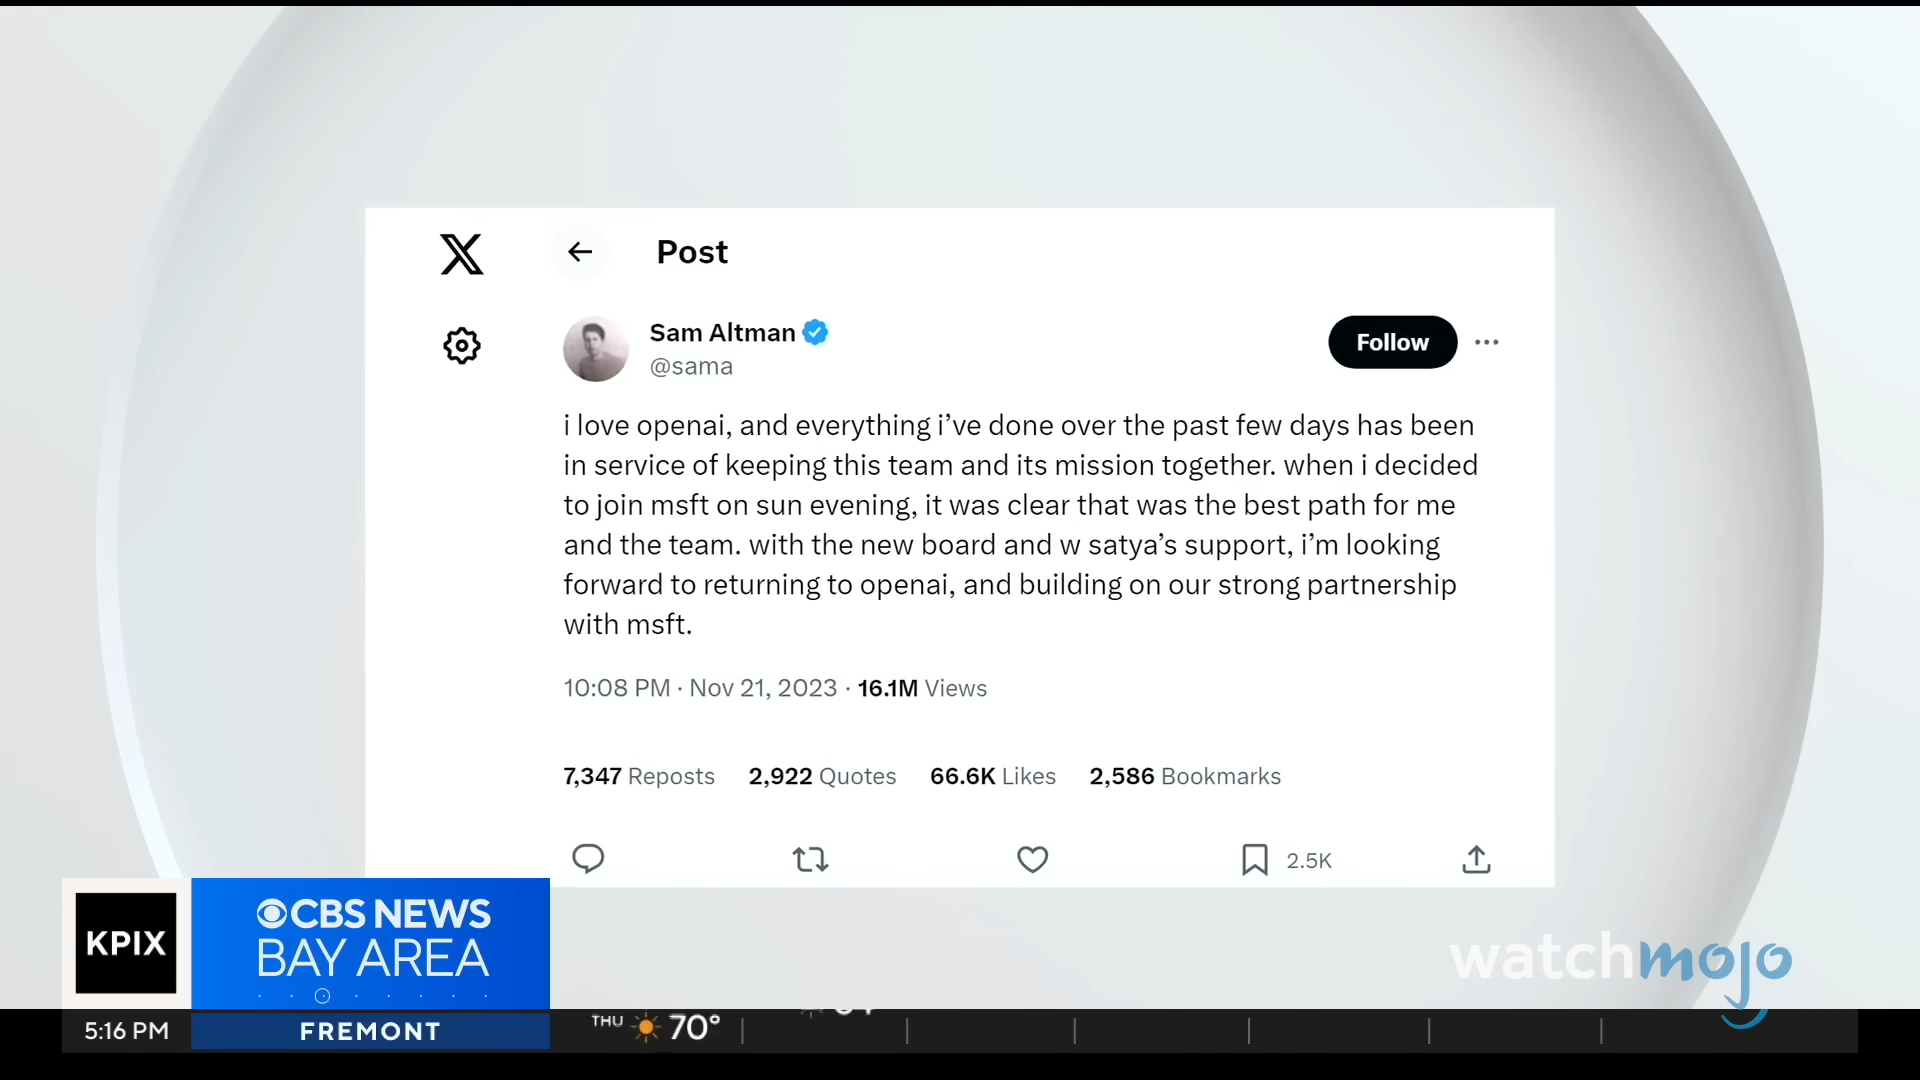 Post
Sam Altman
@sama
Follow
i love openai, and everything i’ve done over the past few days has been
in service of keeping this team and its mission together. when i decided
to join msft on sun evening, it was clear that was the best path for me
and the team. with the new board and w satya’s support, i’m looking
forward to returning to openai, and building on our strong partnership
with msft.
10:08 PM · Nov 21, 2023 · 16.1M Views
7,347 Reposts 2,922 Quotes 66.6K Likes 2,586 Bookmarks
2.5K
KPIX
CBS NEWS
BAY AREA
watchmojo
5:16 PM
FREMONT
THU
70°